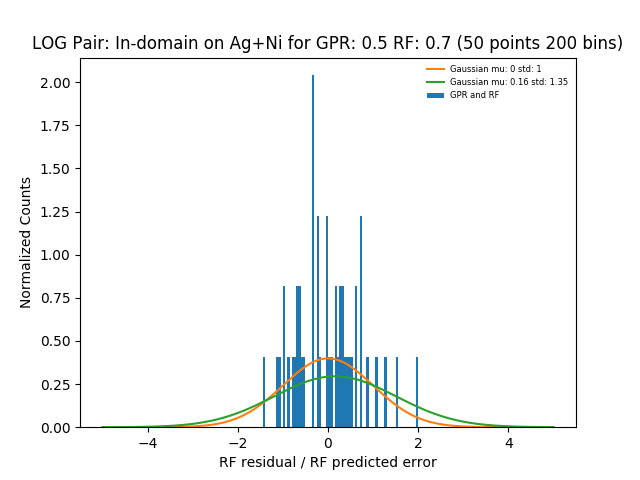 LOG Pair: In-domain on Ag+Ni for GPR: 0.5 RF: 0.7 (50 points 200 bins)
Gaussian mu: 0 std: 1
Gaussian mu: 0.16 std: 1.35
GPR and RF
Normalized Counts
2.00
1.75
1.50
1.25
1.00
0.75
0.50
0.25
0.00
−4
−2
0
2
4
RF residual / RF predicted error